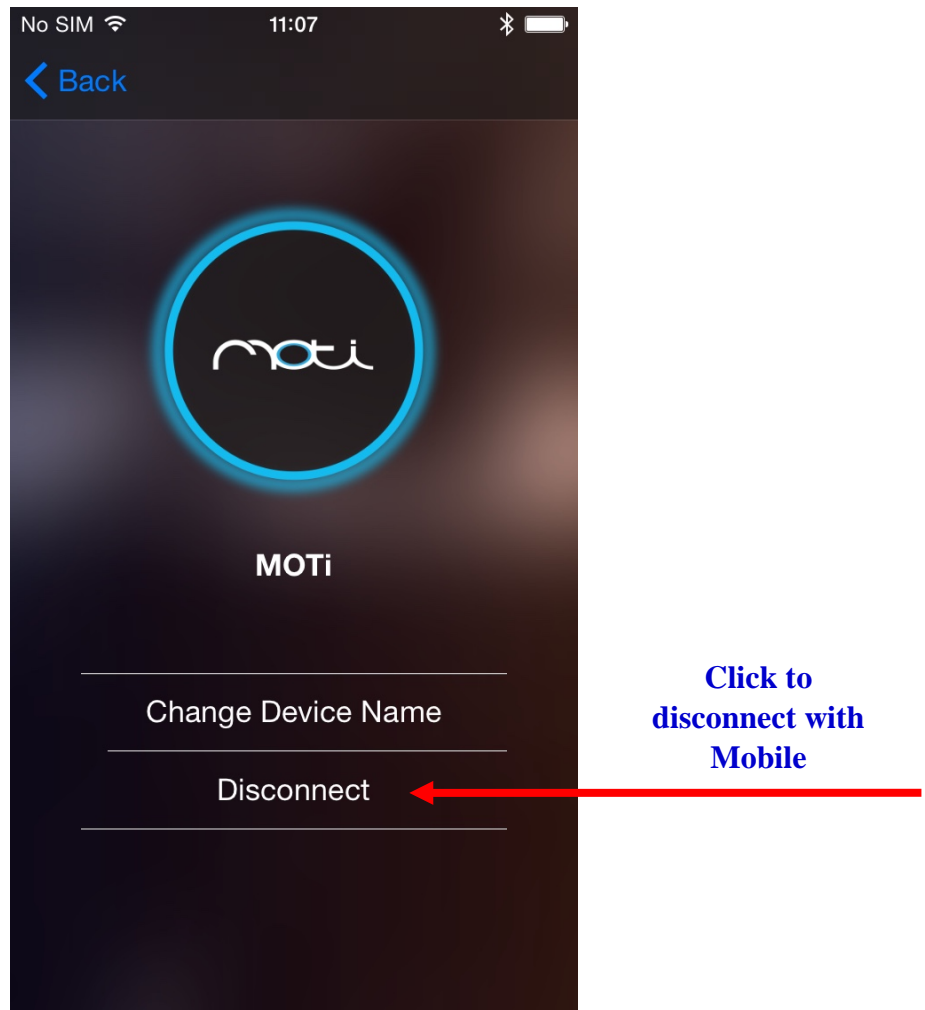 No SIM 11:07
Back
moti
MOTi
Change Device Name
Click to
disconnect with
Mobile
Disconnect